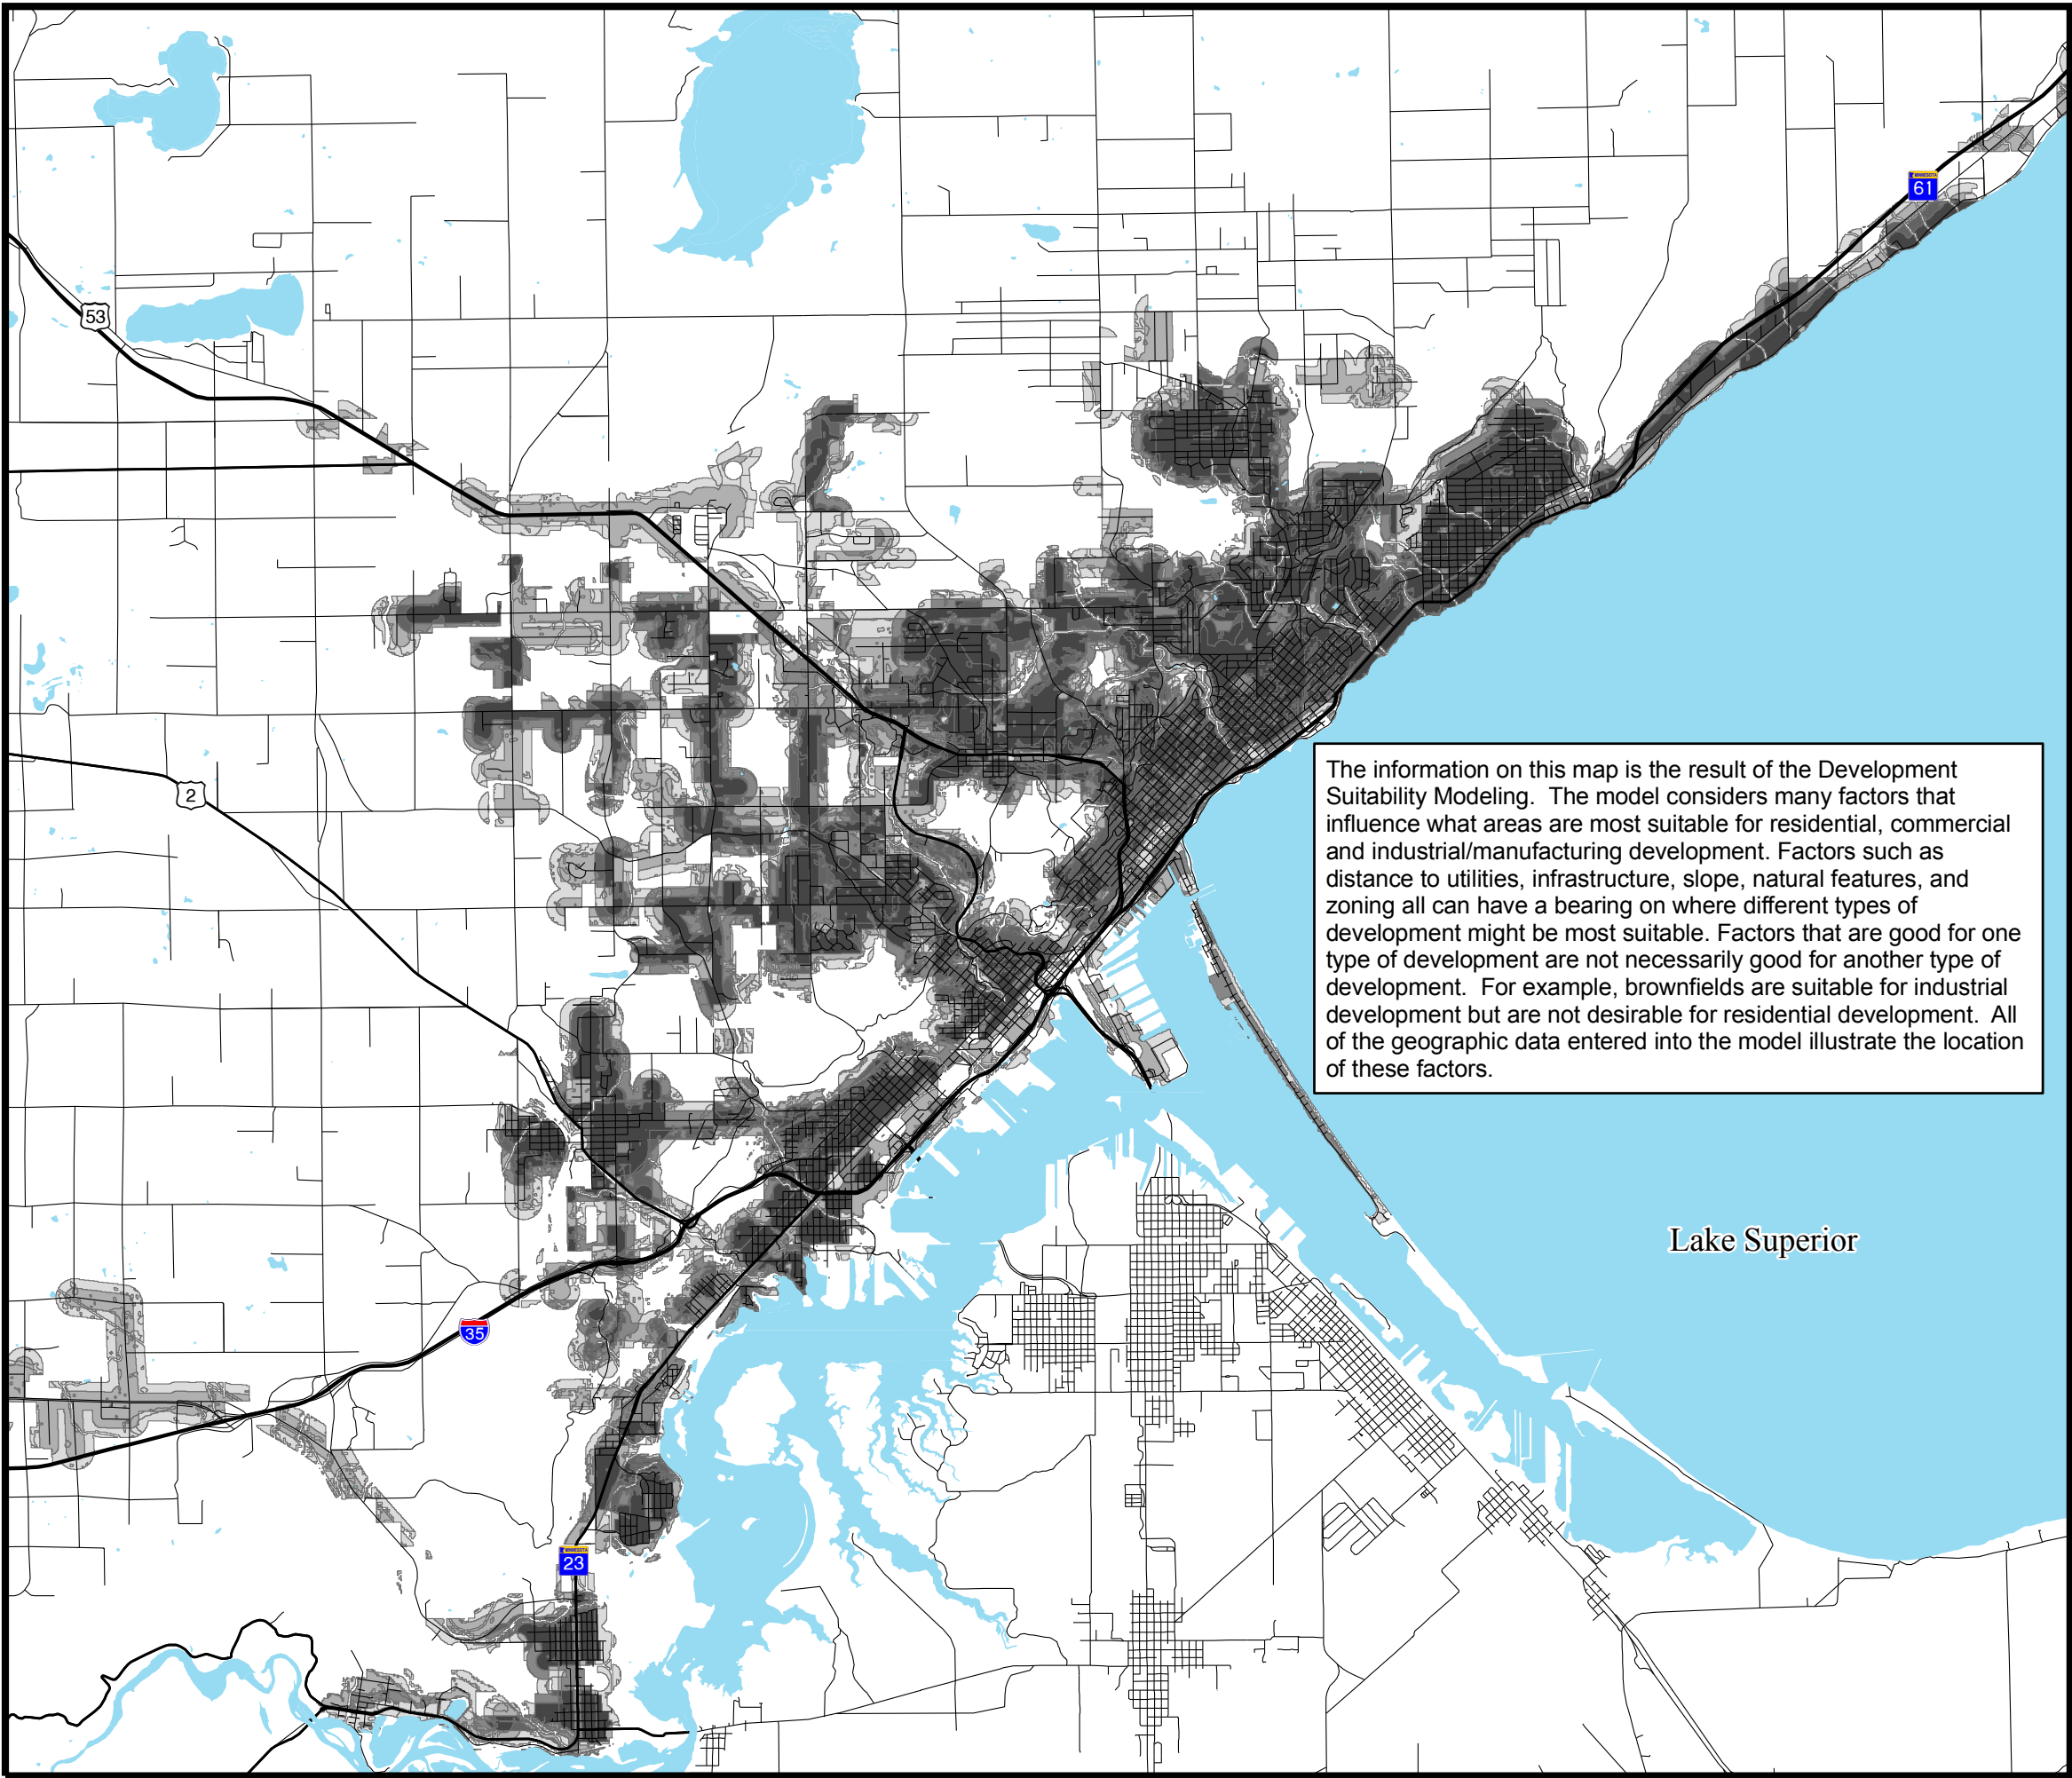 MINNESOTA
61
53
2
The information on this map is the result of the Development
Suitability Modeling.  The model considers many factors that
influence what areas are most suitable for residential, commercial
and industrial/manufacturing development. Factors such as
distance to utilities, infrastructure, slope, natural features, and
zoning all can have a bearing on where different types of
development might be most suitable. Factors that are good for one
type of development are not necessarily good for another type of
development.  For example, brownfields are suitable for industrial
development but are not desirable for residential development.  All
of the geographic data entered into the model illustrate the location
of these factors.
Lake Superior
35
MINNESOTA
23